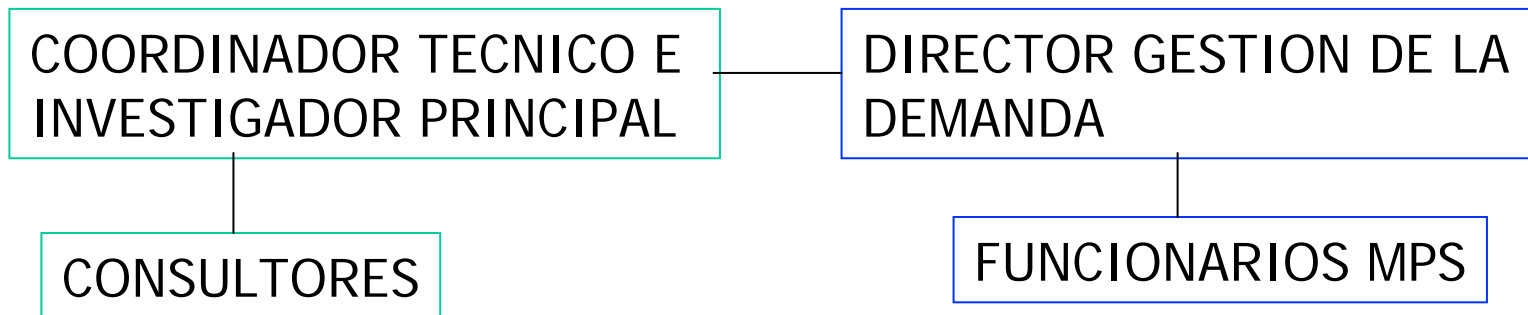 COORDINADOR TECNICO E
INVESTIGADOR PRINCIPAL
DIRECTOR GESTION DE LA
DEMANDA
CONSULTORES
FUNCIONARIOS MPS